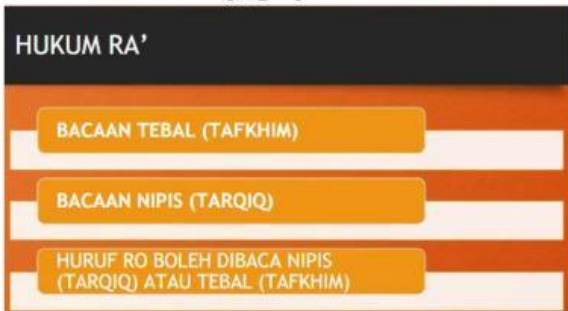 HUKUM RA’
BACAAN TEBAL (TAFKHIM)
BACAAN NIPIS (TARQIQ)
HURUF RO BOLEH DIBACA NIPIS
(TARQIQ) ATAU TEBAL (TAFKHIM)